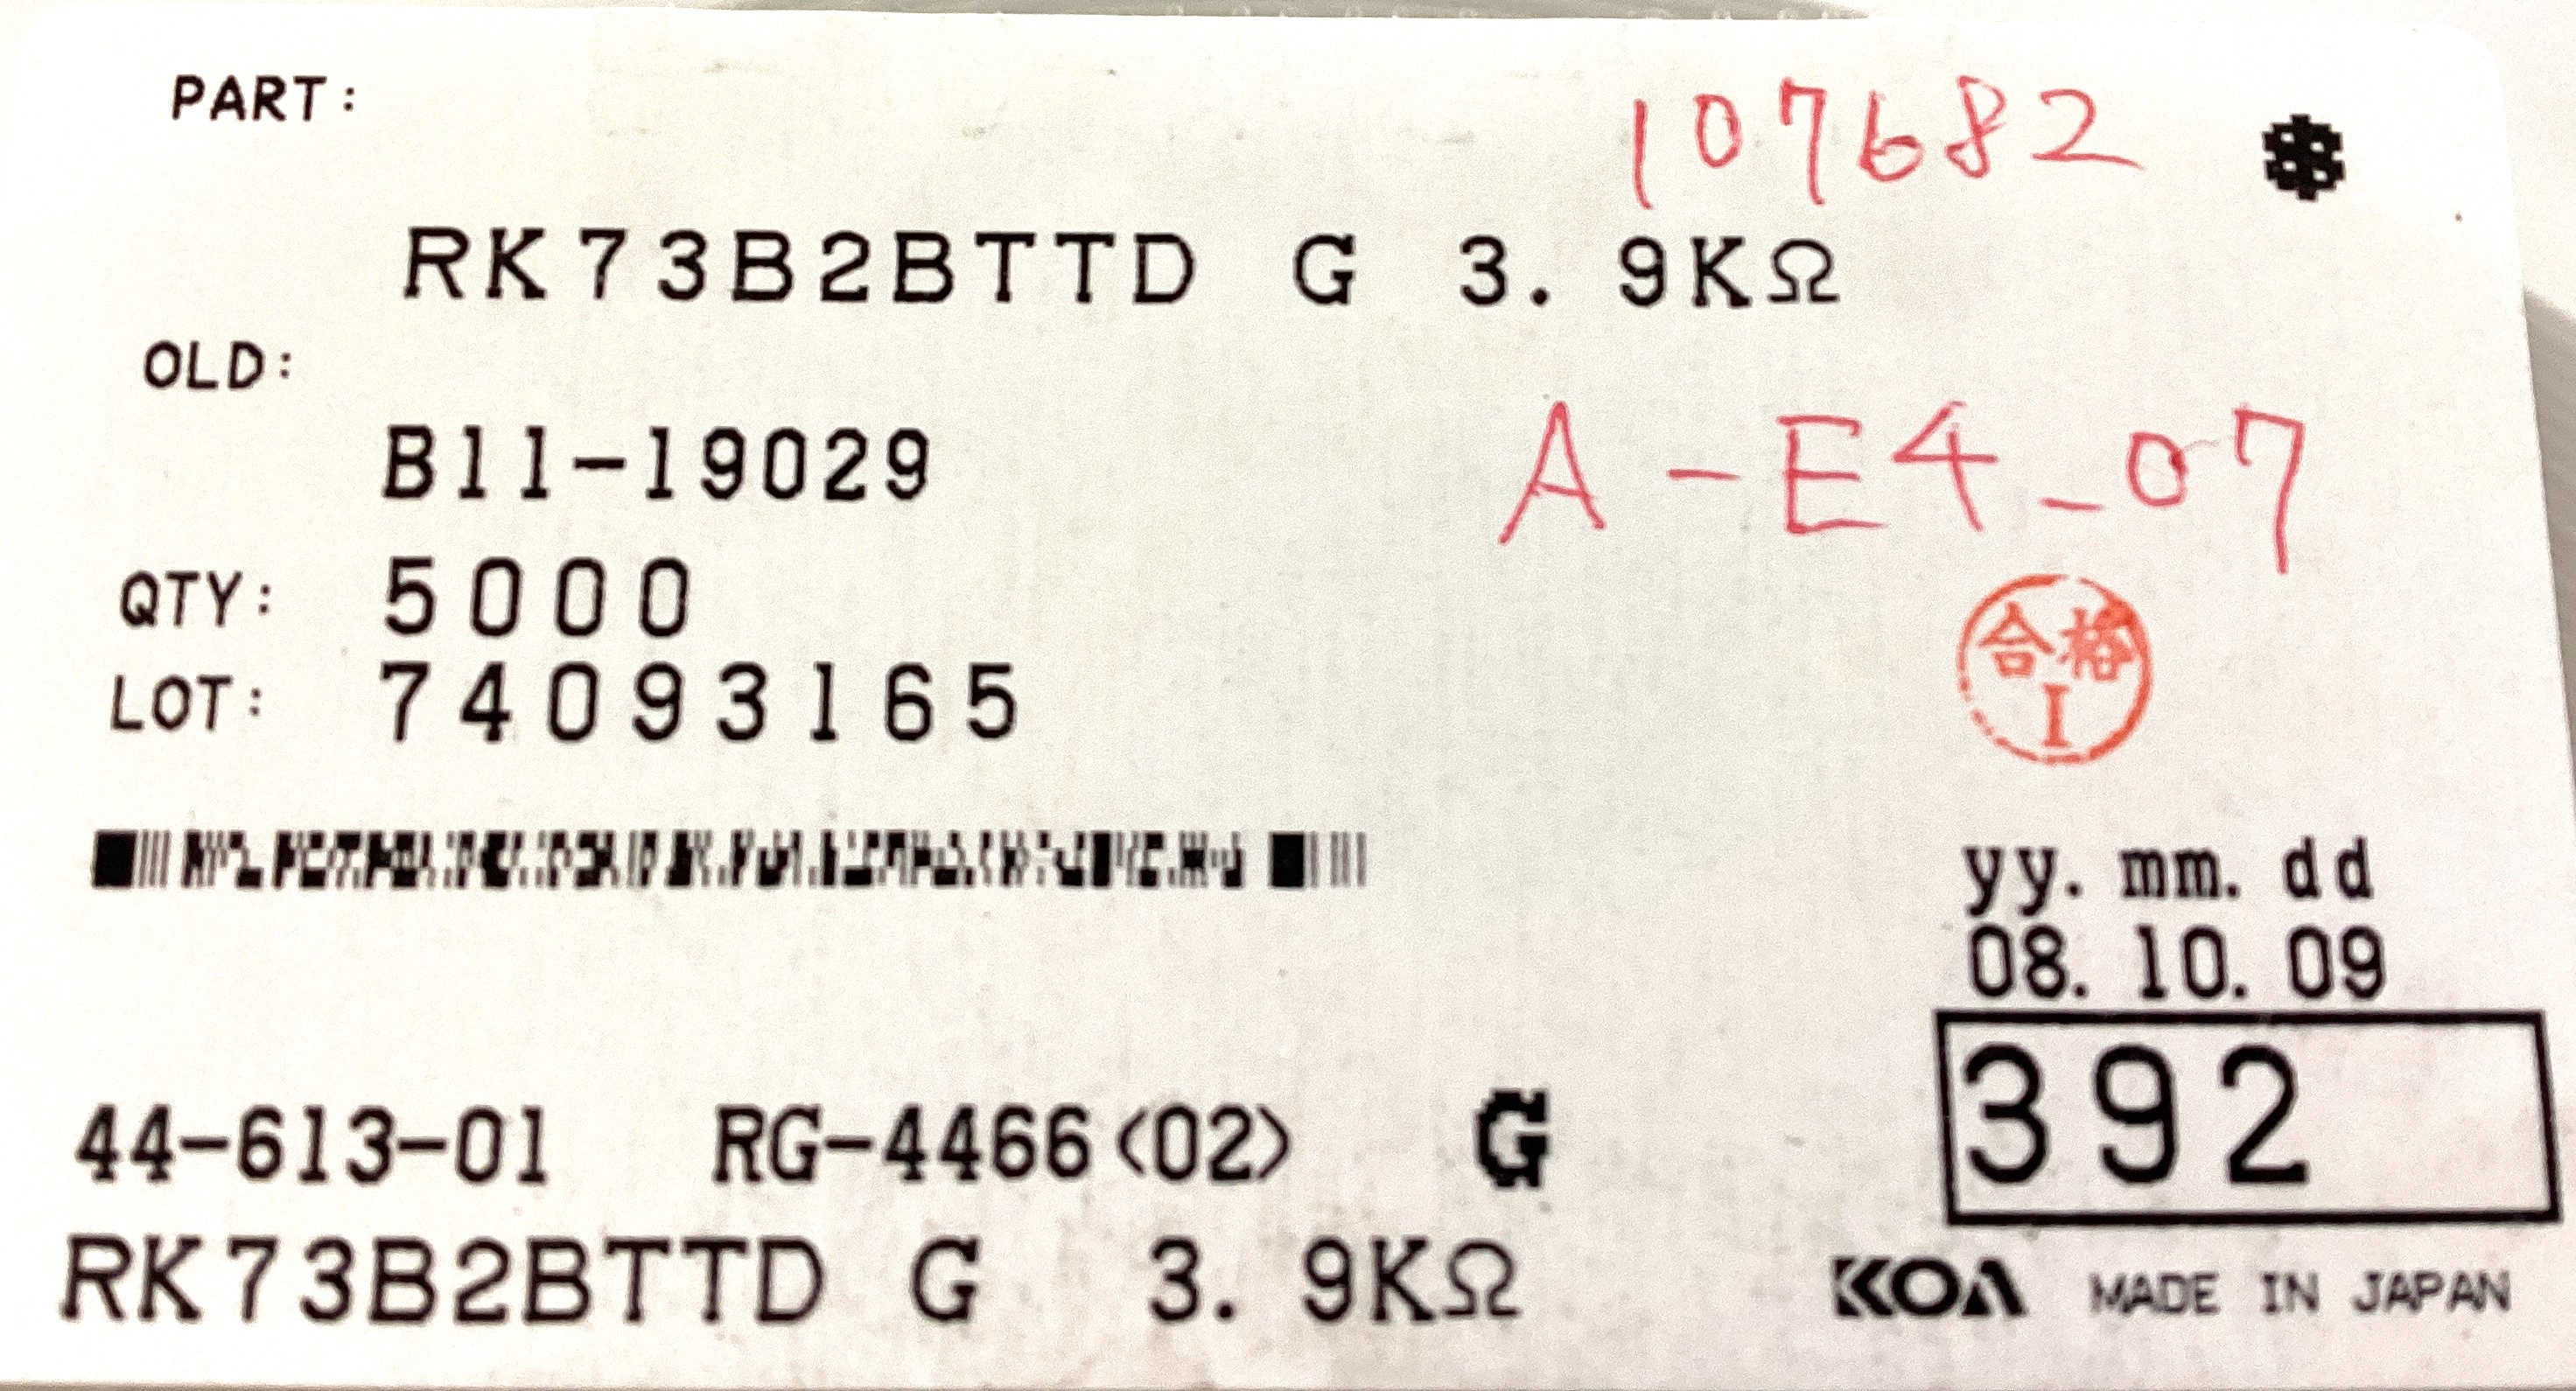 PART:
107682
RK73B2BTTD G 3.9KΩ
OLD:
B11-19029
A-E4-07
QTY: 5000
合格
I
LOT: 74093165
yy.mm.dd
08.10.09
392
44-613-01 RG-4466<02> G
RK73B2BTTD G 3.9KΩ
KOA MADE IN JAPAN